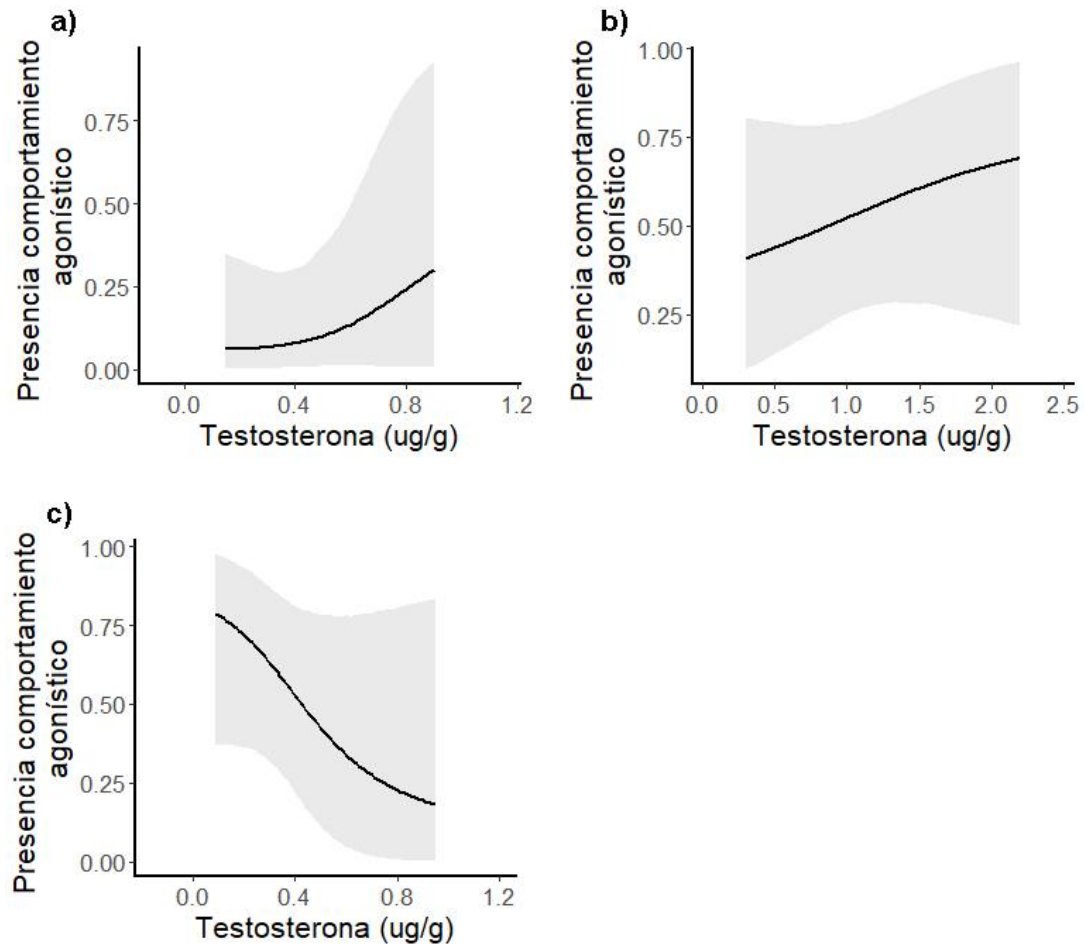 a)
Presencia comportamiento
agonístico
0.75
0.50
0.25
0.00
0.0 0.4 0.8 1.2
Testosterona (ug/g)
b)
Presencia comportamiento
agonístico
1.00
0.75
0.50
0.25
0.0 0.5 1.0 1.5 2.0 2.5
Testosterona (ug/g)
c)
Presencia comportamiento
agonístico
1.00
0.75
0.50
0.25
0.00
0.0 0.4 0.8 1.2
Testosterona (ug/g)